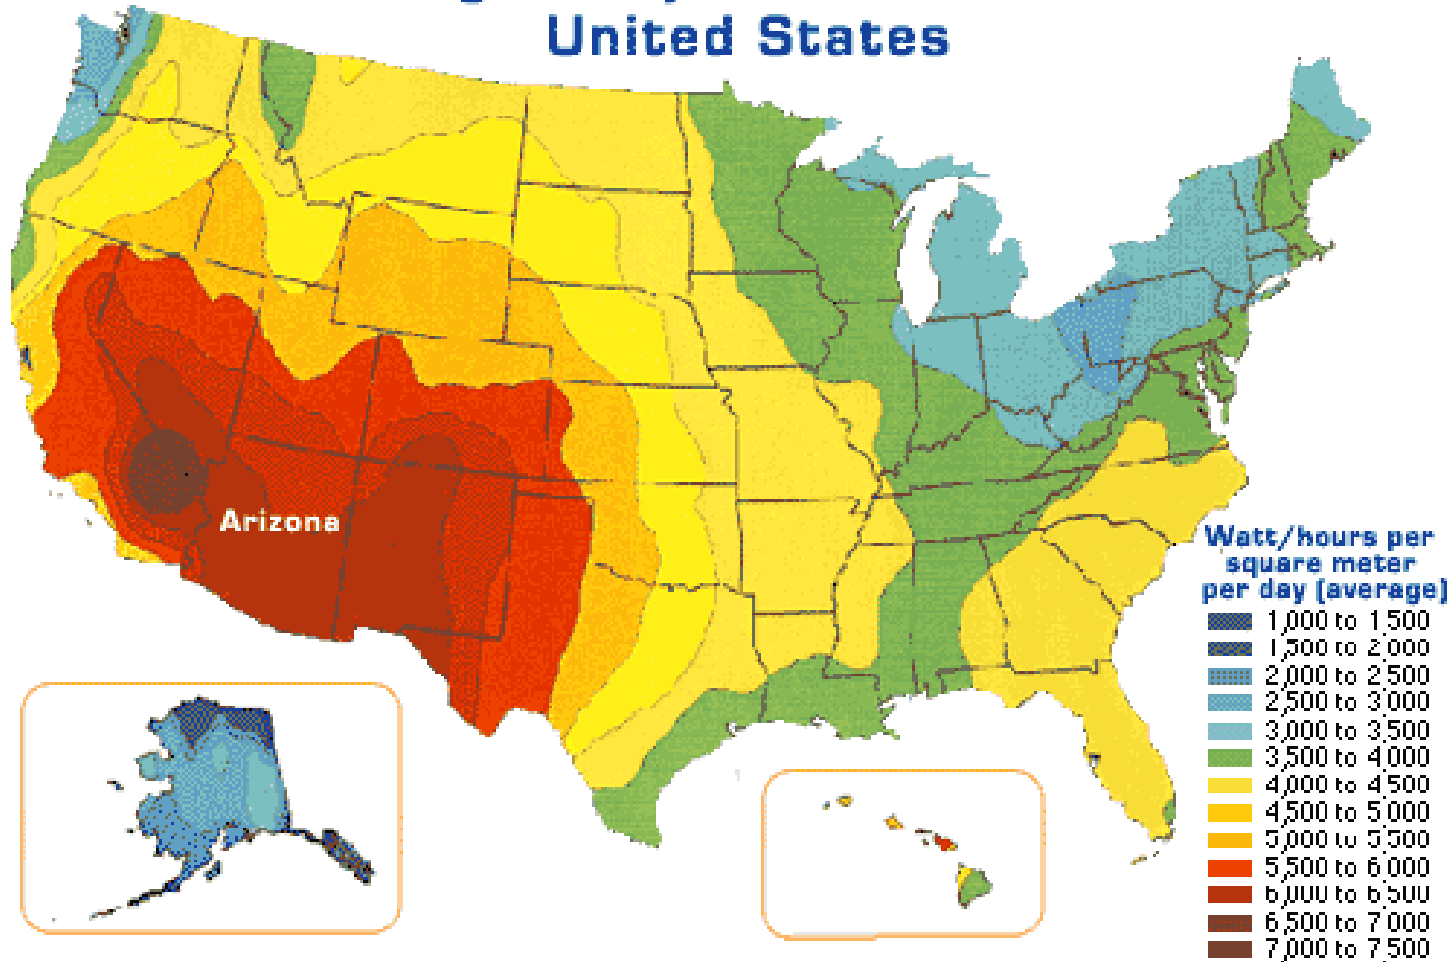 United States
Arizona
Watt/hours per
square meter
per day (average)
1,000 to 1,500
1,500 to 2,000
2,000 to 2,500
2,500 to 3,000
3,000 to 3,500
3,500 to 4,000
4,000 to 4,500
4,500 to 5,000
5,000 to 5,500
5,500 to 6,000
6,000 to 6,500
6,500 to 7,000
7,000 to 7,500